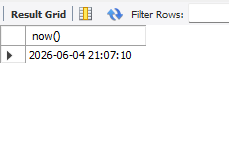 Result Grid Filter Rows:
now()
2026-06-04 21:07:10